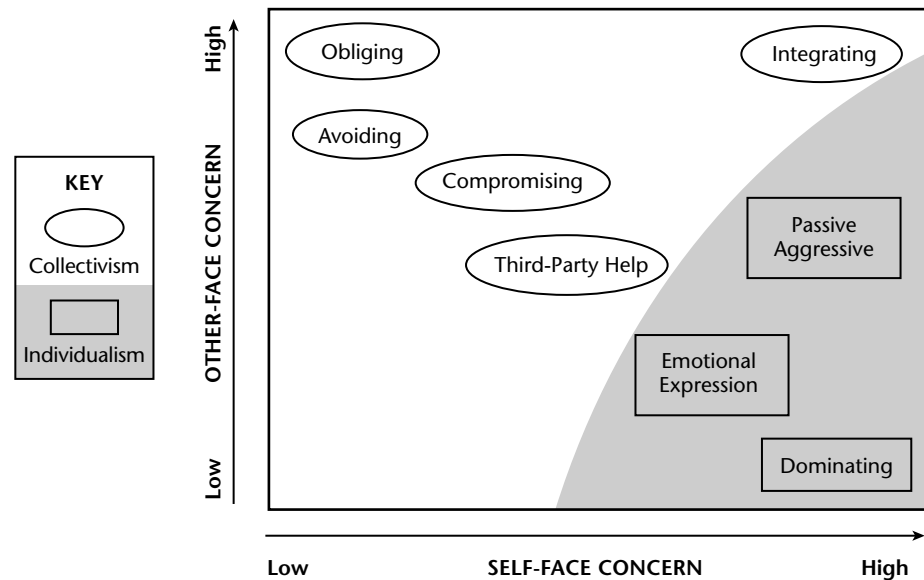 KEY
Collectivism
Individualism
High
OTHER-FACE CONCERN
Low
Obliging
Integrating
Avoiding
Compromising
Passive
Aggressive
Third-Party Help
Emotional
Expression
Dominating
Low
SELF-FACE CONCERN
High